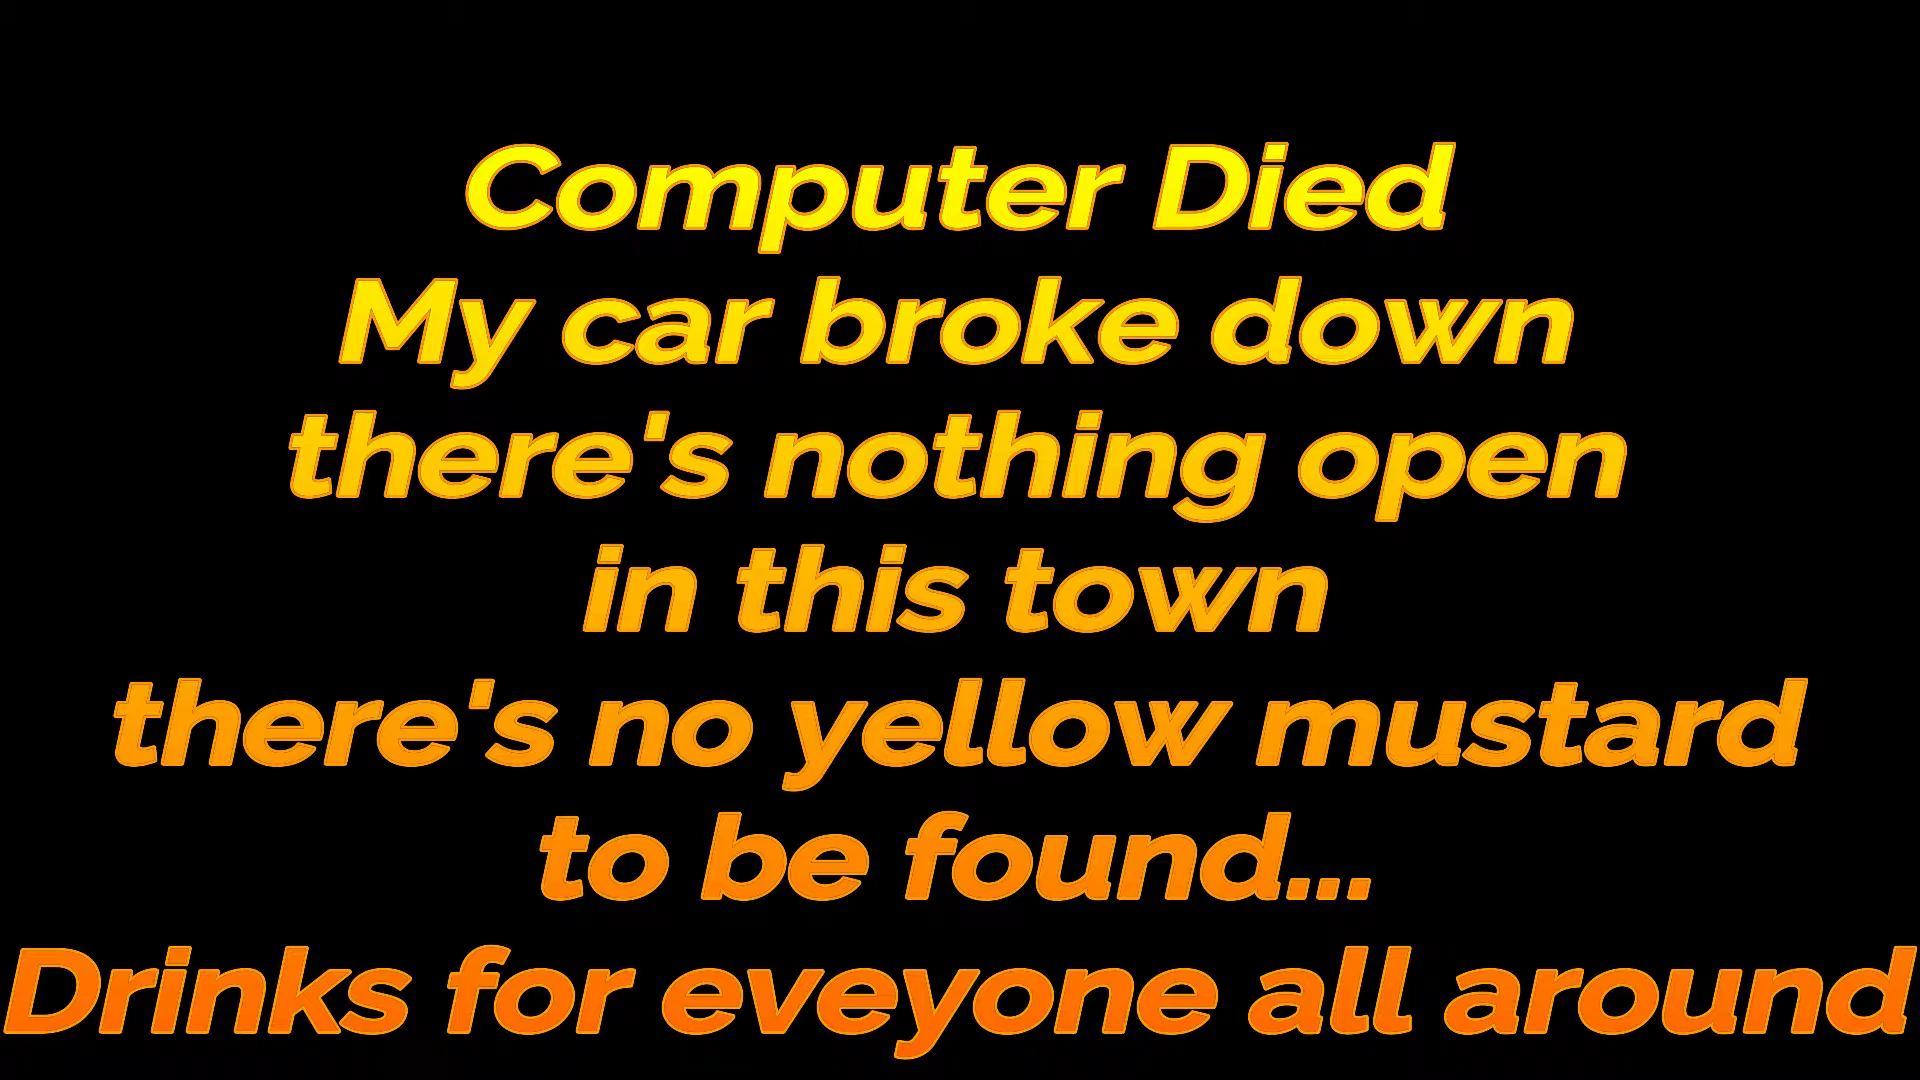 Computer Died
My car broke down
there's nothing open
in this town
there's no yellow mustard
to be found...
Drinks for eveyone all around